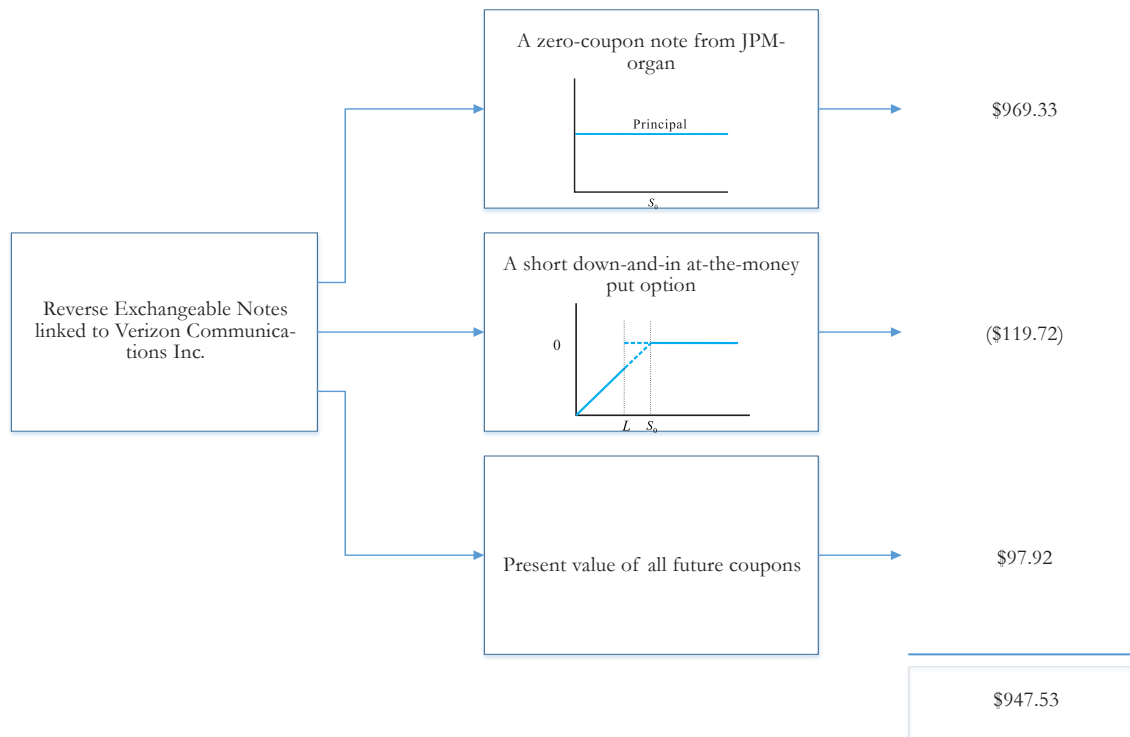 Reverse Exchangeable Notes
linked to Verizon Communica-
tions Inc.
A zero-coupon note from JPM-
organ
Principal
S₀
$969.33
A short down-and-in at-the-money
put option
0
L S₀
($119.72)
Present value of all future coupons
$97.92
$947.53